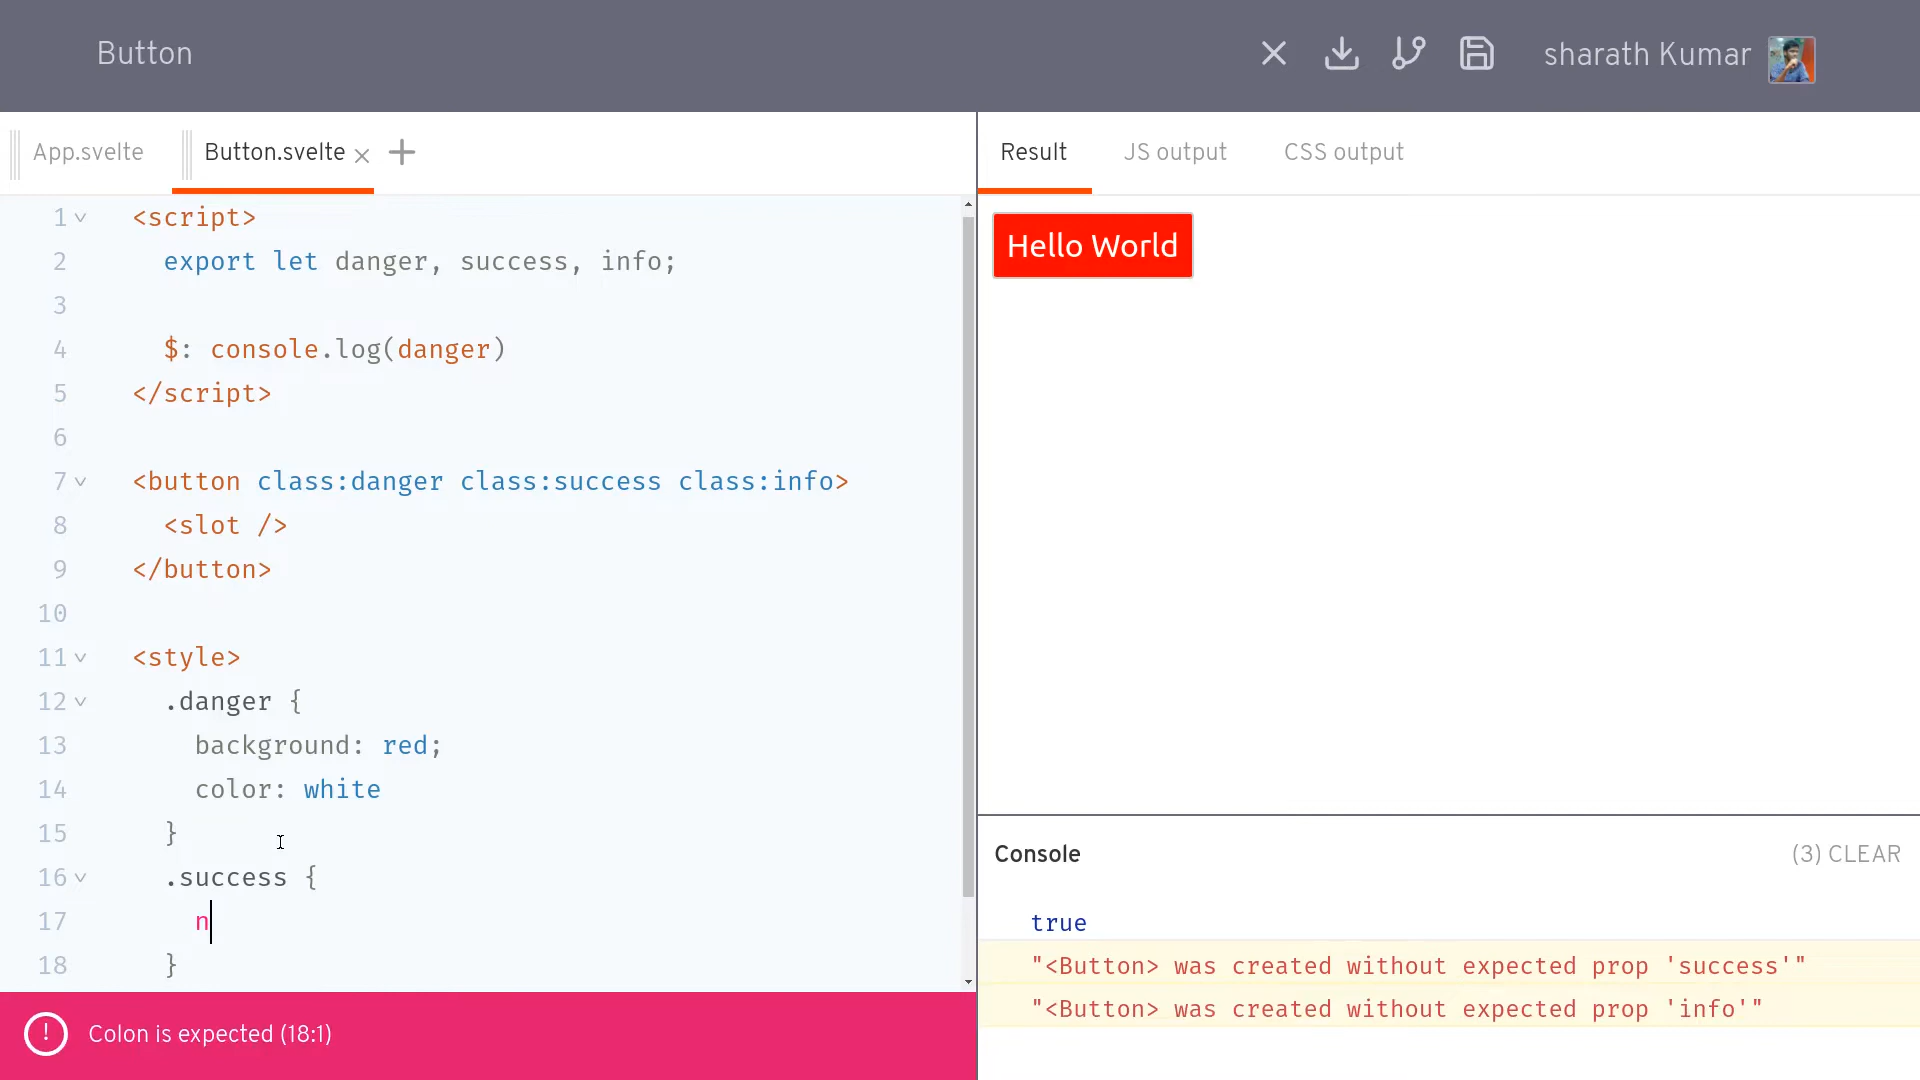 Button
sharath Kumar
App.svelte
Button.svelte
Result
JS output
CSS output
1 <script>
2 export let danger, success, info;
3
4 $: console.log(danger)
5 </script>
6
7 <button class:danger class:success class:info>
8 <slot />
9 </button>
10
11 <style>
12 .danger {
13 background: red;
14 color: white
15 }
16 .success {
17 n
18 }
Colon is expected (18:1)
Hello World
Console
(3) CLEAR
true
"<Button> was created without expected prop 'success'"
"<Button> was created without expected prop 'info'"